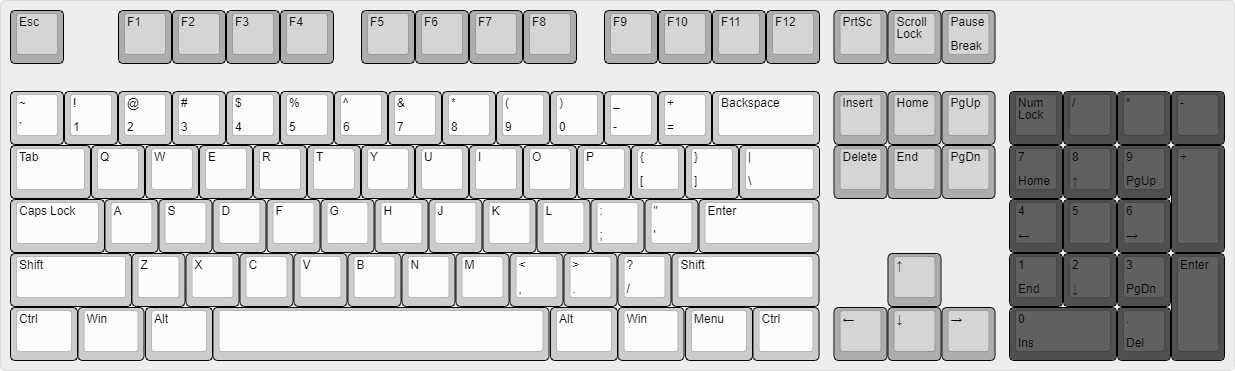 Esc F1 F2 F3 F4 F5 F6 F7 F8 F9 F10 F11 F12 PrtSc Scroll Lock Pause Break
~ ! @ # $ % ^ & * ( ) _ + Backspace Insert Home PgUp Num Lock / * -
` 1 2 3 4 5 6 7 8 9 0 - =
Tab Q W E R T Y U I O P { } | Delete End PgDn 7 8 9 +
[ ] \ Home ↑ PgUp
Caps Lock A S D F G H J K L : " Enter 4 5 6
; ' ← →
Shift Z X C V B N M < > ? Shift ↑ 1 2 3 Enter
, . / End ↓ PgDn
Ctrl Win Alt Alt Win Menu Ctrl ← ↓ → 0 .
Ins Del